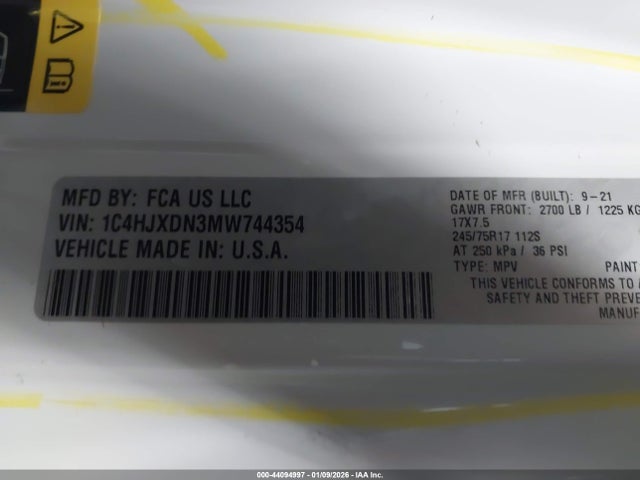 MFD BY: FCA US LLC
VIN: 1C4HJXDN3MW744354
VEHICLE MADE IN: U.S.A.
DATE OF MFR (BUILT): 9-21
GAWR FRONT: 2700 LB / 1225 KG
17X7.5
245/75R17 112S
AT 250 kPa / 36 PSI
TYPE: MPV PAINT
THIS VEHICLE CONFORMS TO A
SAFETY AND THEFT PREVE
MANUF
000-44094997 - 01/09/2026 - IAA Inc.